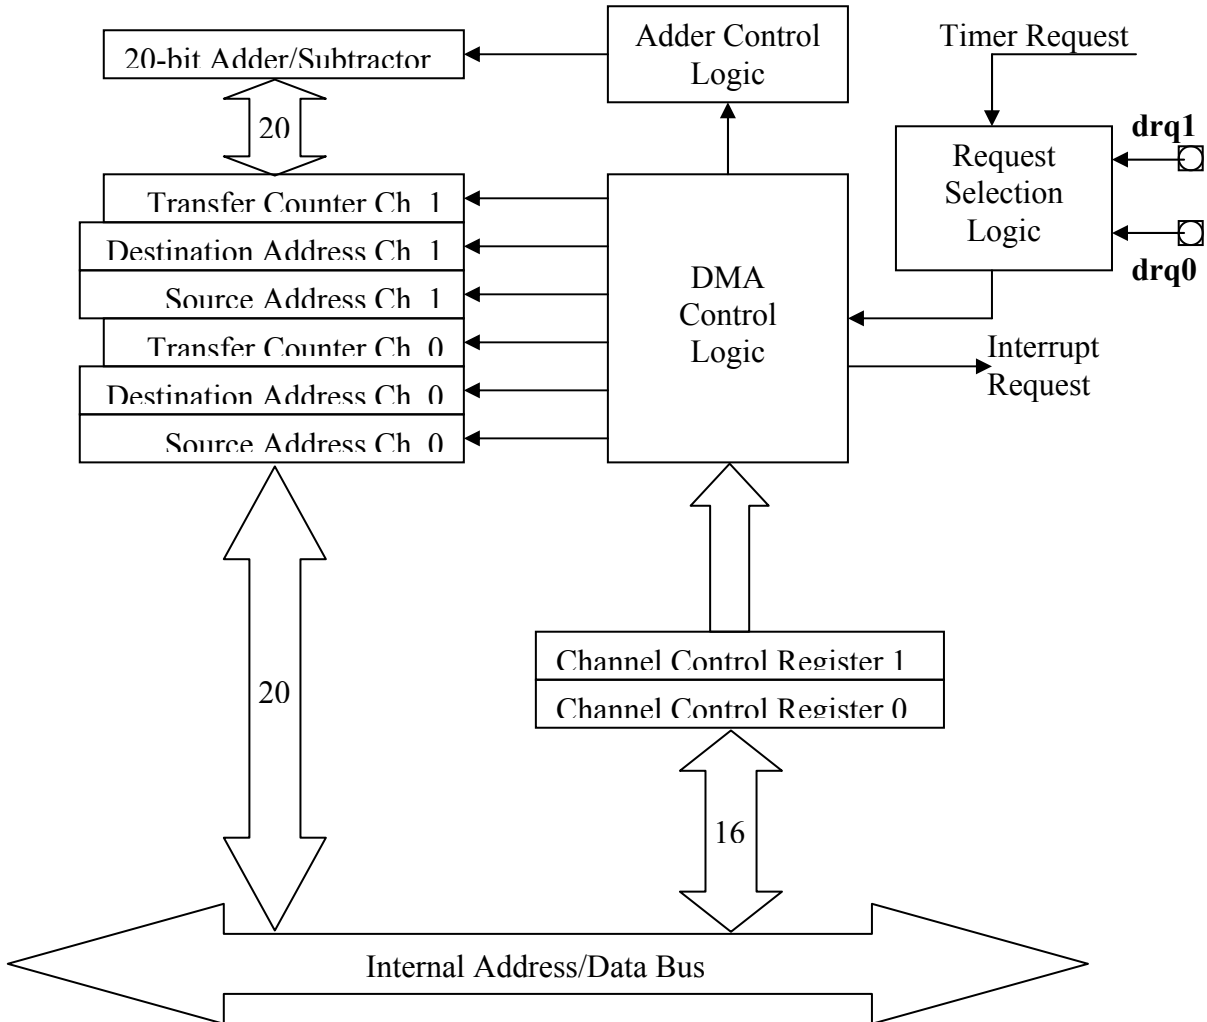 20-bit Adder/Subtractor
Adder Control
Logic
Timer Request
20
drq1
Request
Selection
Logic
drq0
Transfer Counter Ch. 1
Destination Address Ch. 1
Source Address Ch. 1
Transfer Counter Ch. 0
Destination Address Ch. 0
Source Address Ch. 0
DMA
Control
Logic
Interrupt
Request
Channel Control Register 1
Channel Control Register 0
20
16
Internal Address/Data Bus